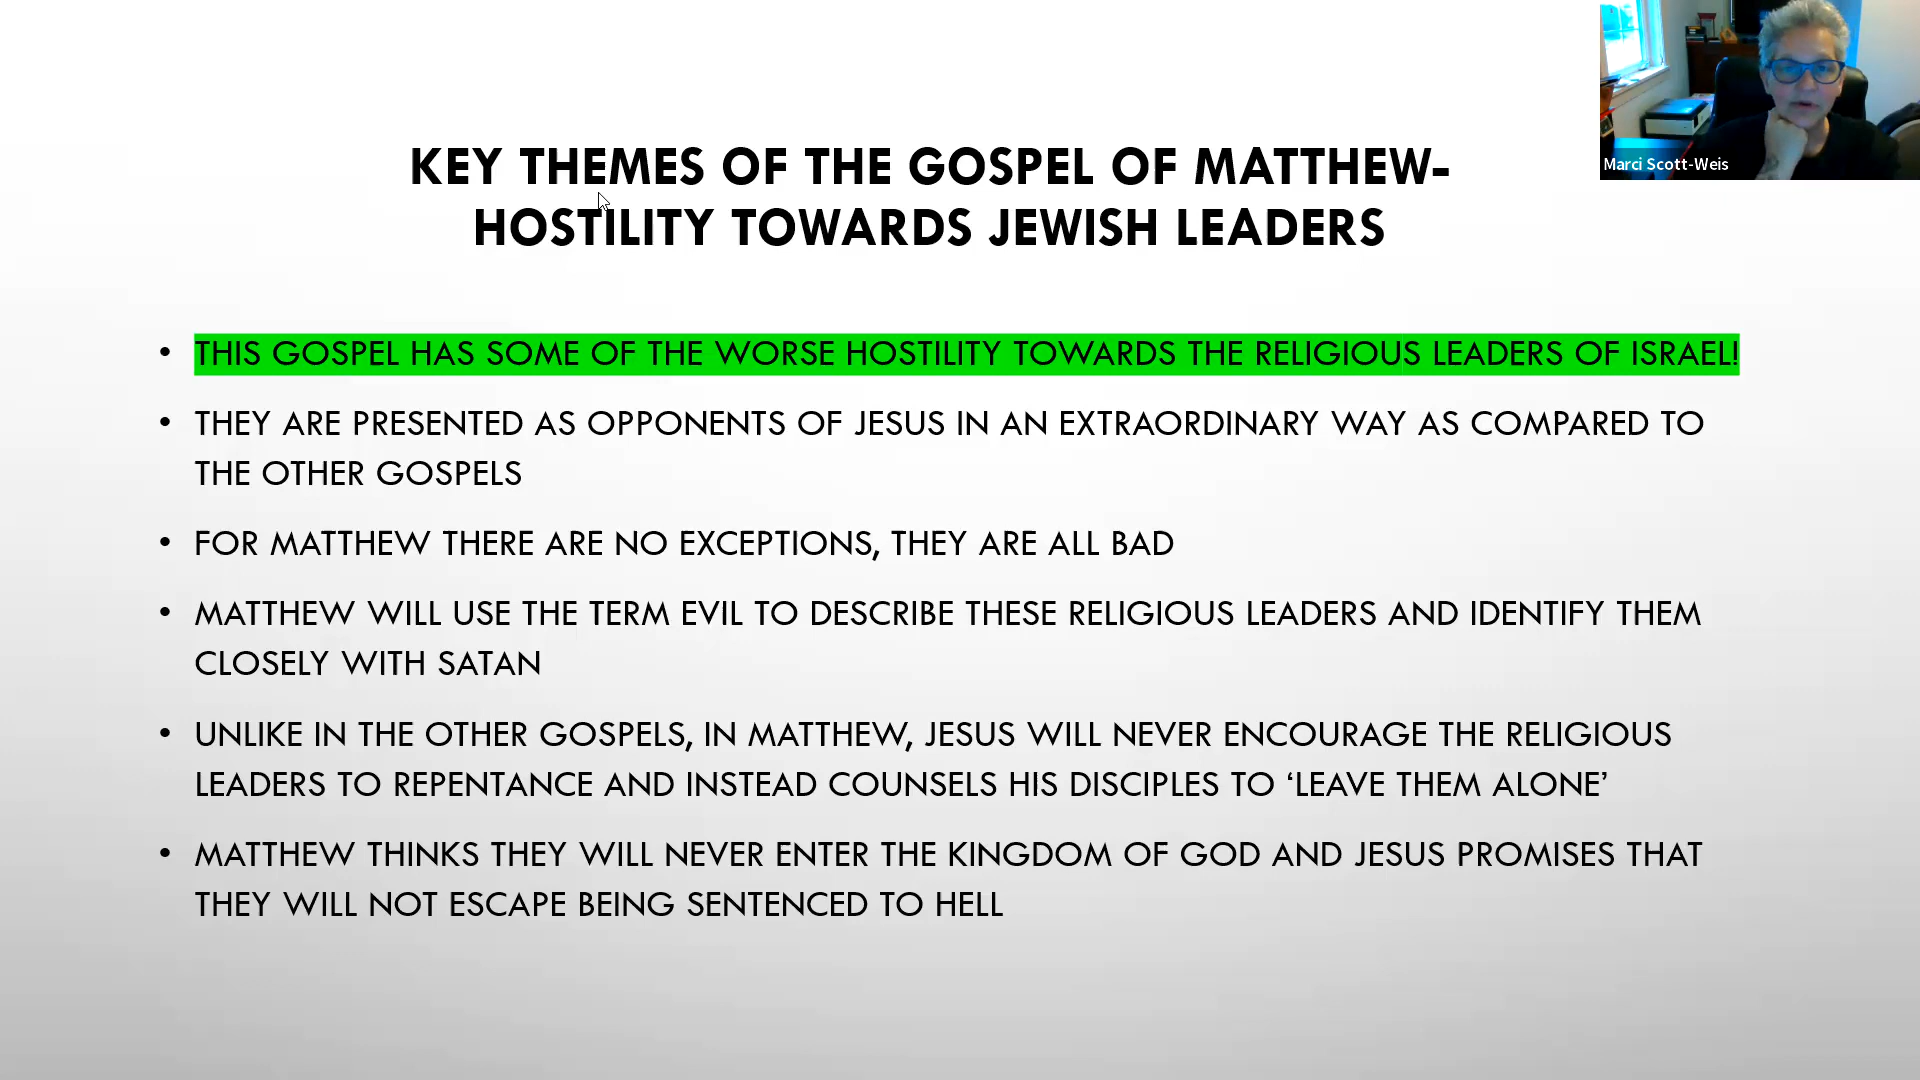 Marci Scott-Weis
KEY THEMES OF THE GOSPEL OF MATTHEW-
HOSTILITY TOWARDS JEWISH LEADERS
• THIS GOSPEL HAS SOME OF THE WORSE HOSTILITY TOWARDS THE RELIGIOUS LEADERS OF ISRAEL!
• THEY ARE PRESENTED AS OPPONENTS OF JESUS IN AN EXTRAORDINARY WAY AS COMPARED TO
THE OTHER GOSPELS
• FOR MATTHEW THERE ARE NO EXCEPTIONS, THEY ARE ALL BAD
• MATTHEW WILL USE THE TERM EVIL TO DESCRIBE THESE RELIGIOUS LEADERS AND IDENTIFY THEM
CLOSELY WITH SATAN
• UNLIKE IN THE OTHER GOSPELS, IN MATTHEW, JESUS WILL NEVER ENCOURAGE THE RELIGIOUS
LEADERS TO REPENTANCE AND INSTEAD COUNSELS HIS DISCIPLES TO ‘LEAVE THEM ALONE’
• MATTHEW THINKS THEY WILL NEVER ENTER THE KINGDOM OF GOD AND JESUS PROMISES THAT
THEY WILL NOT ESCAPE BEING SENTENCED TO HELL